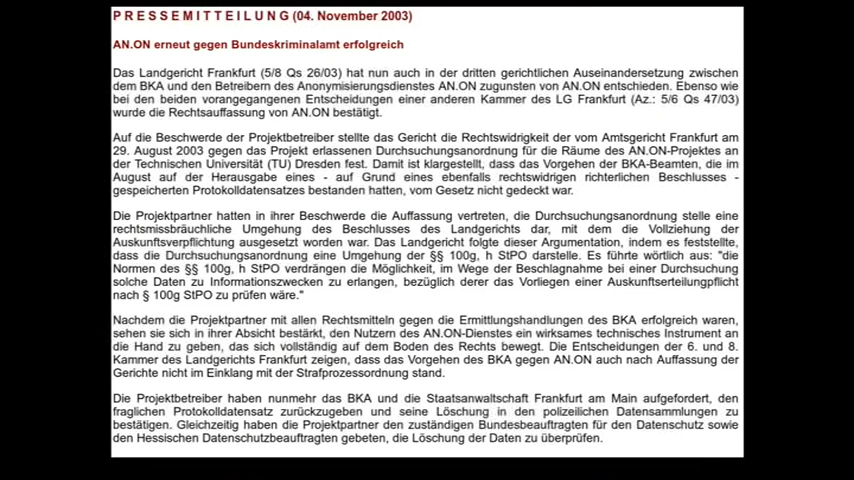 P R E S S E M I T T E I L U N G (04. November 2003)
AN.ON erneut gegen Bundeskriminalamt erfolgreich
Das Landgericht Frankfurt (5/8 Qs 26/03) hat nun auch in der dritten gerichtlichen Auseinandersetzung zwischen
dem BKA und den Betreibern des Anonymisierungsdienstes AN.ON zugunsten von AN.ON entschieden. Ebenso wie
bei den beiden vorangegangenen Entscheidungen einer anderen Kammer des LG Frankfurt (Az.: 5/6 Qs 47/03)
wurde die Rechtsauffassung von AN.ON bestätigt.
Auf die Beschwerde der Projektbetreiber stellte das Gericht die Rechtswidrigkeit der vom Amtsgericht Frankfurt am
29. August 2003 gegen das Projekt erlassenen Durchsuchungsanordnung für die Räume des AN.ON-Projektes an
der Technischen Universität (TU) Dresden fest. Damit ist klargestellt, dass das Vorgehen der BKA-Beamten, die im
August auf der Herausgabe eines - auf Grund eines ebenfalls rechtswidrigen richterlichen Beschlusses -
gespeicherten Protokolldatensatzes bestanden hatten, vom Gesetz nicht gedeckt war.
Die Projektpartner hatten in ihrer Beschwerde die Auffassung vertreten, die Durchsuchungsanordnung stelle eine
rechtsmissbräuchliche Umgehung des Beschlusses des Landgerichts dar, mit dem die Vollziehung der
Auskunftsverpflichtung ausgesetzt worden war. Das Landgericht folgte dieser Argumentation, indem es feststellte,
dass die Durchsuchungsanordnung eine Umgehung der §§ 100g, h StPO darstelle. Es führte wörtlich aus: "die
Normen des §§ 100g, h StPO verdrängen die Möglichkeit, im Wege der Beschlagnahme bei einer Durchsuchung
solche Daten zu Informationszwecken zu erlangen, bezüglich derer das Vorliegen einer Auskunftserteilungpflicht
nach § 100g StPO zu prüfen wäre."
Nachdem die Projektpartner mit allen Rechtsmitteln gegen die Ermittlungshandlungen des BKA erfolgreich waren,
sehen sie sich in ihrer Absicht bestärkt, den Nutzern des AN.ON-Dienstes ein wirksames technisches Instrument an
die Hand zu geben, das sich vollständig auf dem Boden des Rechts bewegt. Die Entscheidungen der 6. und 8.
Kammer des Landgerichts Frankfurt zeigen, dass das Vorgehen des BKA gegen AN.ON auch nach Auffassung der
Gerichte nicht im Einklang mit der Strafprozessordnung stand.
Die Projektbetreiber haben nunmehr das BKA und die Staatsanwaltschaft Frankfurt am Main aufgefordert, den
fraglichen Protokolldatensatz zurückzugeben und seine Löschung in den polizeilichen Datensammlungen zu
bestätigen. Gleichzeitig haben die Projektpartner den zuständigen Bundesbeauftragten für den Datenschutz sowie
den Hessischen Datenschutzbeauftragten gebeten, die Löschung der Daten zu überprüfen.